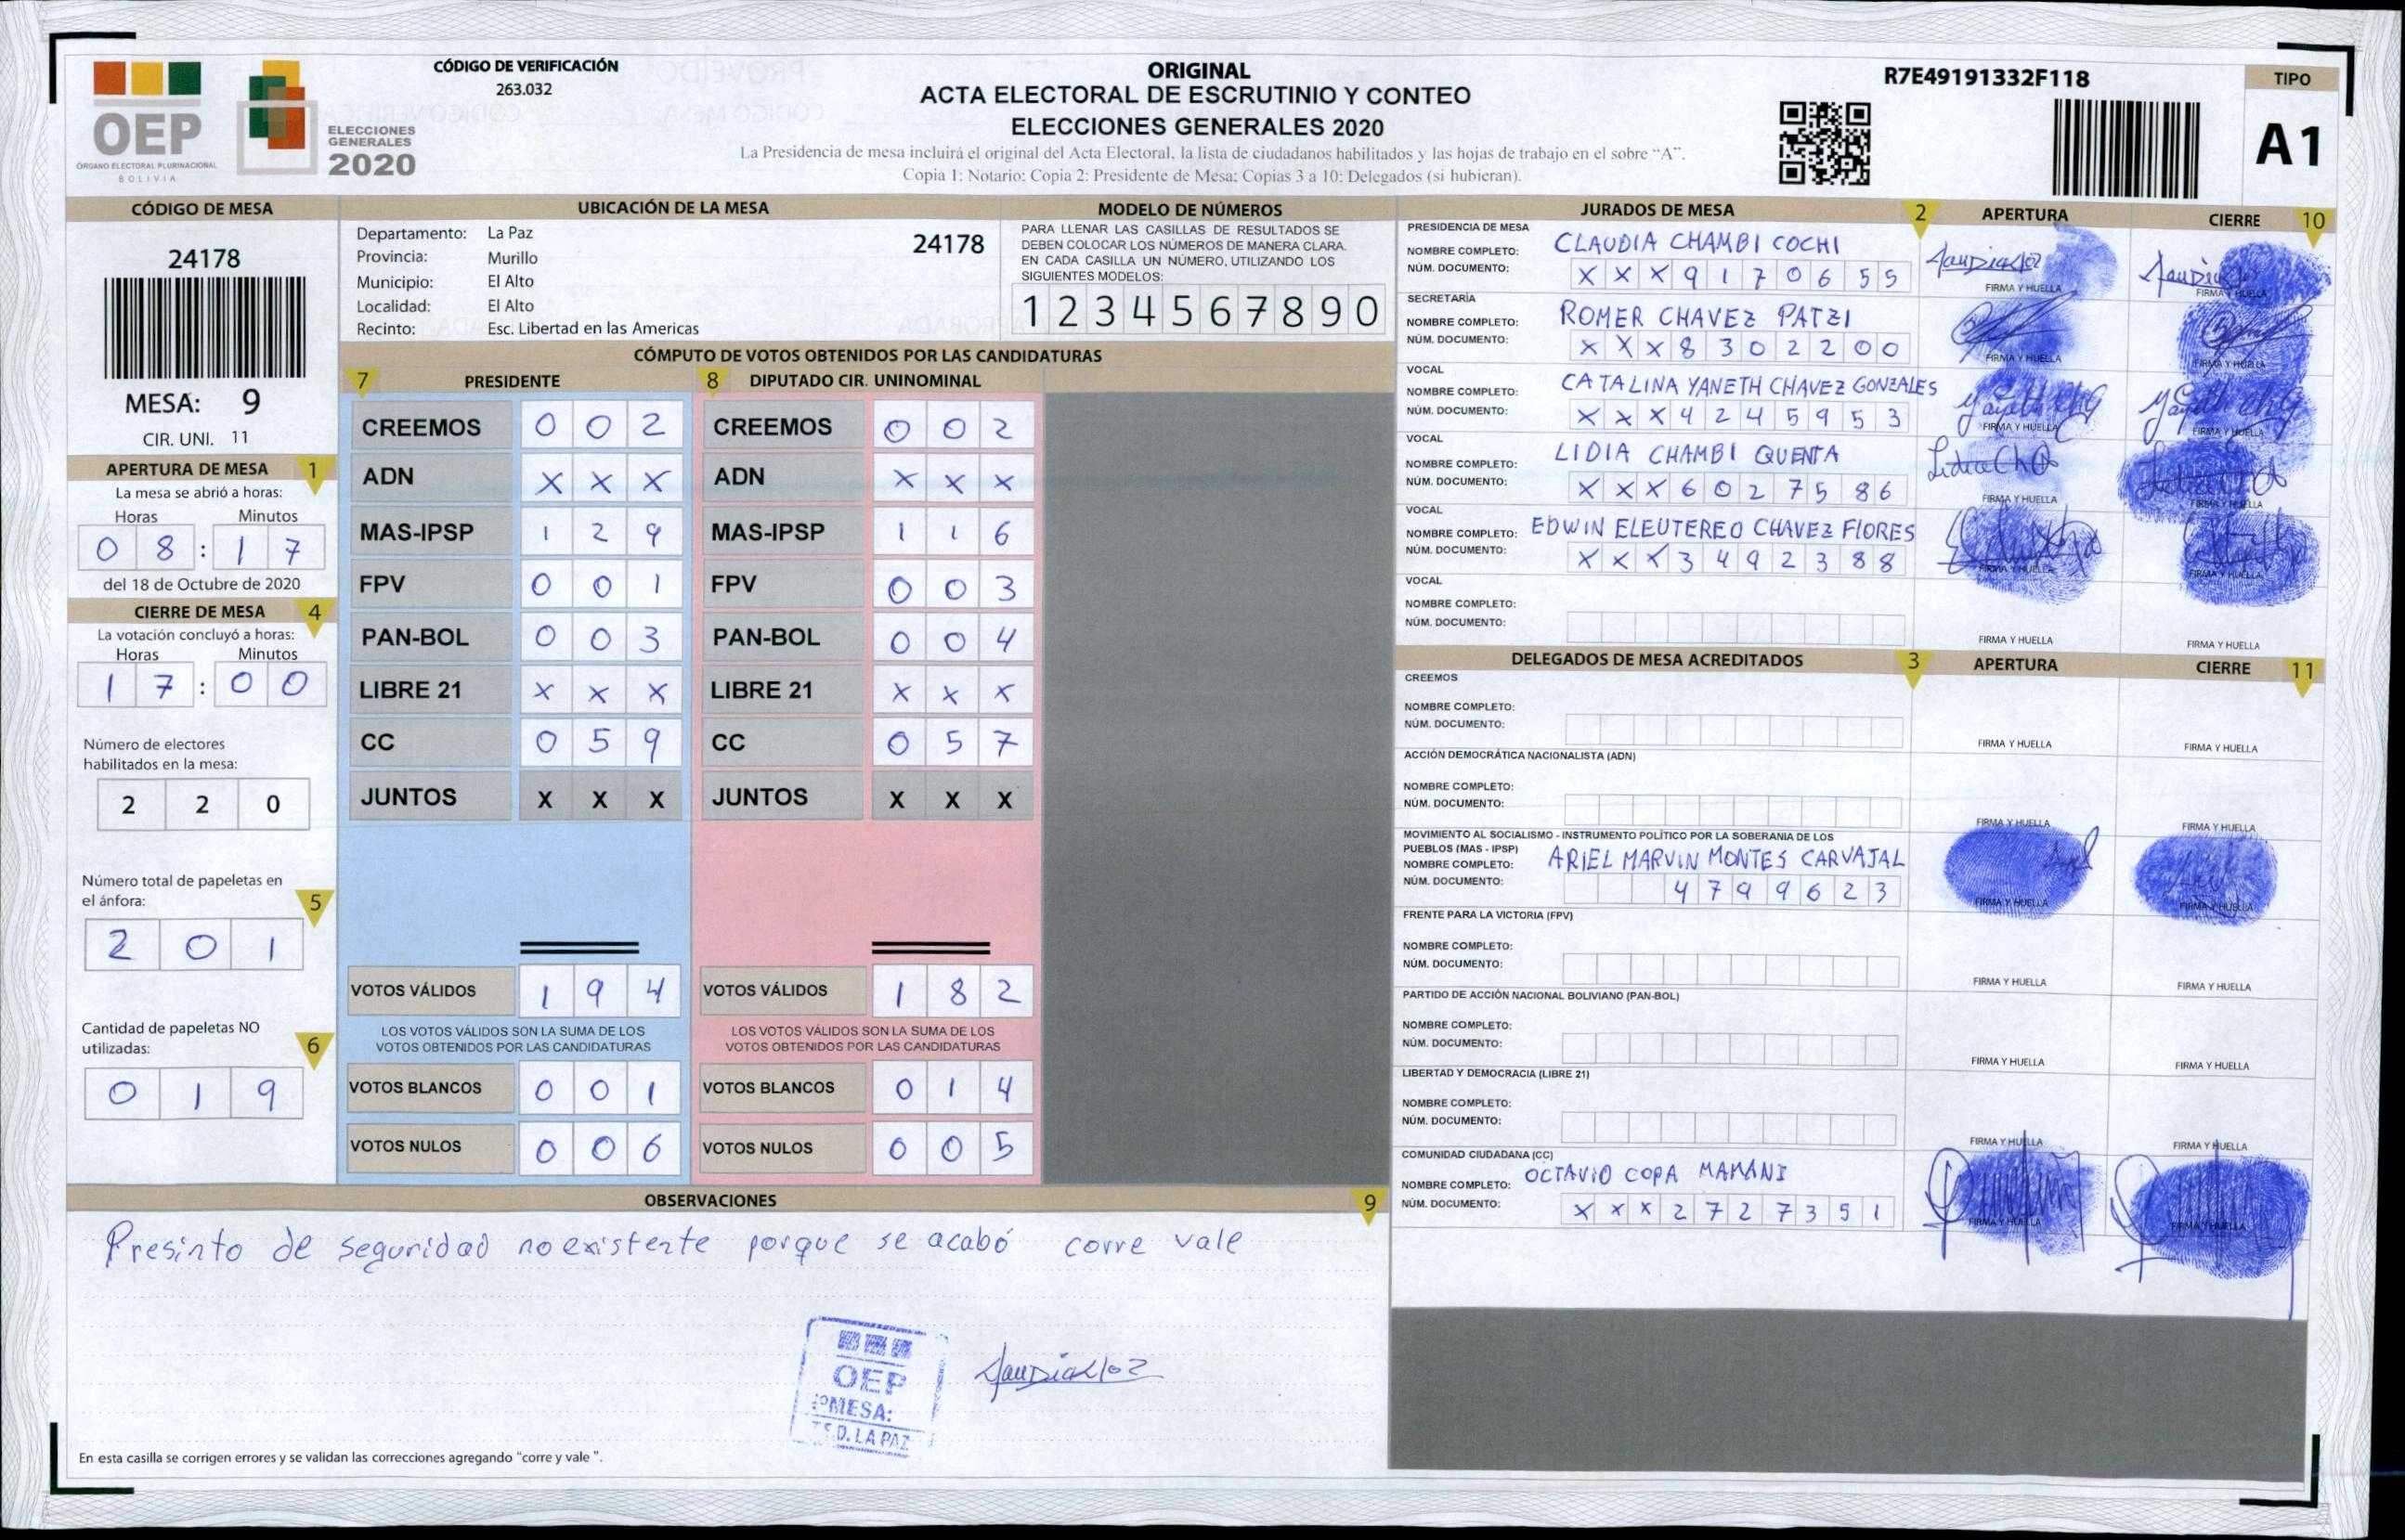 CÓDIGO DE VERIFICACIÓN
263.032
OEP
ÓRGANO ELECTORAL PLURINACIONAL
BOLIVIA
ELECCIONES
GENERALES
2020
ORIGINAL
ACTA ELECTORAL DE ESCRUTINIO Y CONTEO
ELECCIONES GENERALES 2020
La Presidencia de mesa incluirá el original del Acta Electoral, la lista de ciudadanos habilitados y las hojas de trabajo en el sobre "A".
Copia 1: Notario: Copia 2: Presidente de Mesa; Copias 3 a 10: Delegados (si hubieran).
R7E49191332F118
TIPO
A1
CÓDIGO DE MESA
24178
MESA: 9
CIR. UNI. 11
APERTURA DE MESA 1
La mesa se abrió a horas:
Horas Minutos
0 8 : 1 7
del 18 de Octubre de 2020
CIERRE DE MESA 4
La votación concluyó a horas:
Horas Minutos
1 7 : 0 0
Número de electores
habilitados en la mesa:
2 2 0
Número total de papeletas en
el ánfora: 5
2 0 1
Cantidad de papeletas NO
utilizadas: 6
0 1 9
UBICACIÓN DE LA MESA
Departamento: La Paz 24178
Provincia: Murillo
Municipio: El Alto
Localidad: El Alto
Recinto: Esc. Libertad en las Americas
MODELO DE NÚMEROS
PARA LLENAR LAS CASILLAS DE RESULTADOS SE
DEBEN COLOCAR LOS NÚMEROS DE MANERA CLARA.
EN CADA CASILLA UN NÚMERO, UTILIZANDO LOS
SIGUIENTES MODELOS:
1 2 3 4 5 6 7 8 9 0
CÓMPUTO DE VOTOS OBTENIDOS POR LAS CANDIDATURAS
7 PRESIDENTE 8 DIPUTADO CIR. UNINOMINAL
CREEMOS 0 0 2 CREEMOS 0 0 2
ADN X X X ADN X X X
MAS-IPSP 1 2 9 MAS-IPSP 1 1 6
FPV 0 0 1 FPV 0 0 3
PAN-BOL 0 0 3 PAN-BOL 0 0 4
LIBRE 21 X X X LIBRE 21 X X X
CC 0 5 9 CC 0 5 7
JUNTOS X X X JUNTOS X X X
VOTOS VÁLIDOS 1 9 4 VOTOS VÁLIDOS 1 8 2
LOS VOTOS VÁLIDOS SON LA SUMA DE LOS LOS VOTOS VÁLIDOS SON LA SUMA DE LOS
VOTOS OBTENIDOS POR LAS CANDIDATURAS VOTOS OBTENIDOS POR LAS CANDIDATURAS
VOTOS BLANCOS 0 0 1 VOTOS BLANCOS 0 1 4
VOTOS NULOS 0 0 6 VOTOS NULOS 0 0 5
OBSERVACIONES 9
Presinto de seguridad no existente porque se acabó corre vale
OEP
MESA:
T.S.D. LA PAZ
En esta casilla se corrigen errores y se validan las correcciones agregando "corre y vale ".
JURADOS DE MESA 2 APERTURA CIERRE 10
PRESIDENCIA DE MESA
NOMBRE COMPLETO: CLAUDIA CHAMBI COCHI
NÚM. DOCUMENTO: X X X 9 1 7 0 6 5 5
FIRMA Y HUELLA FIRMA Y HUELLA
SECRETARÍA
NOMBRE COMPLETO: ROMER CHAVEZ PATZI
NÚM. DOCUMENTO: X X X 8 3 0 2 2 0 0
FIRMA Y HUELLA FIRMA Y HUELLA
VOCAL
NOMBRE COMPLETO: CATALINA YANETH CHAVEZ GONZALES
NÚM. DOCUMENTO: X X X 4 2 4 5 9 5 3
FIRMA Y HUELLA FIRMA Y HUELLA
VOCAL
NOMBRE COMPLETO: LIDIA CHAMBI QUENTA
NÚM. DOCUMENTO: X X X 6 0 2 7 5 8 6
FIRMA Y HUELLA FIRMA Y HUELLA
VOCAL
NOMBRE COMPLETO: EDWIN ELEUTEREO CHAVEZ FLORES
NÚM. DOCUMENTO: X X X 3 4 9 2 3 8 8
FIRMA Y HUELLA FIRMA Y HUELLA
VOCAL
NOMBRE COMPLETO:
NÚM. DOCUMENTO:
FIRMA Y HUELLA FIRMA Y HUELLA
DELEGADOS DE MESA ACREDITADOS 3 APERTURA CIERRE 11
CREEMOS
NOMBRE COMPLETO:
NÚM. DOCUMENTO:
FIRMA Y HUELLA FIRMA Y HUELLA
ACCIÓN DEMOCRÁTICA NACIONALISTA (ADN)
NOMBRE COMPLETO:
NÚM. DOCUMENTO:
FIRMA Y HUELLA FIRMA Y HUELLA
MOVIMIENTO AL SOCIALISMO - INSTRUMENTO POLÍTICO POR LA SOBERANIA DE LOS
PUEBLOS (MAS - IPSP)
NOMBRE COMPLETO: ARIEL MARVIN MONTES CARVAJAL
NÚM. DOCUMENTO: 4 7 9 9 6 2 3
FIRMA Y HUELLA FIRMA Y HUELLA
FRENTE PARA LA VICTORIA (FPV)
NOMBRE COMPLETO:
NÚM. DOCUMENTO:
FIRMA Y HUELLA FIRMA Y HUELLA
PARTIDO DE ACCIÓN NACIONAL BOLIVIANO (PAN-BOL)
NOMBRE COMPLETO:
NÚM. DOCUMENTO:
FIRMA Y HUELLA FIRMA Y HUELLA
LIBERTAD Y DEMOCRACIA (LIBRE 21)
NOMBRE COMPLETO:
NÚM. DOCUMENTO:
FIRMA Y HUELLA FIRMA Y HUELLA
COMUNIDAD CIUDADANA (CC)
NOMBRE COMPLETO: OCTAVIO COPA MAMANI
NÚM. DOCUMENTO: X X X 2 7 2 7 3 5 1
FIRMA Y HUELLA FIRMA Y HUELLA